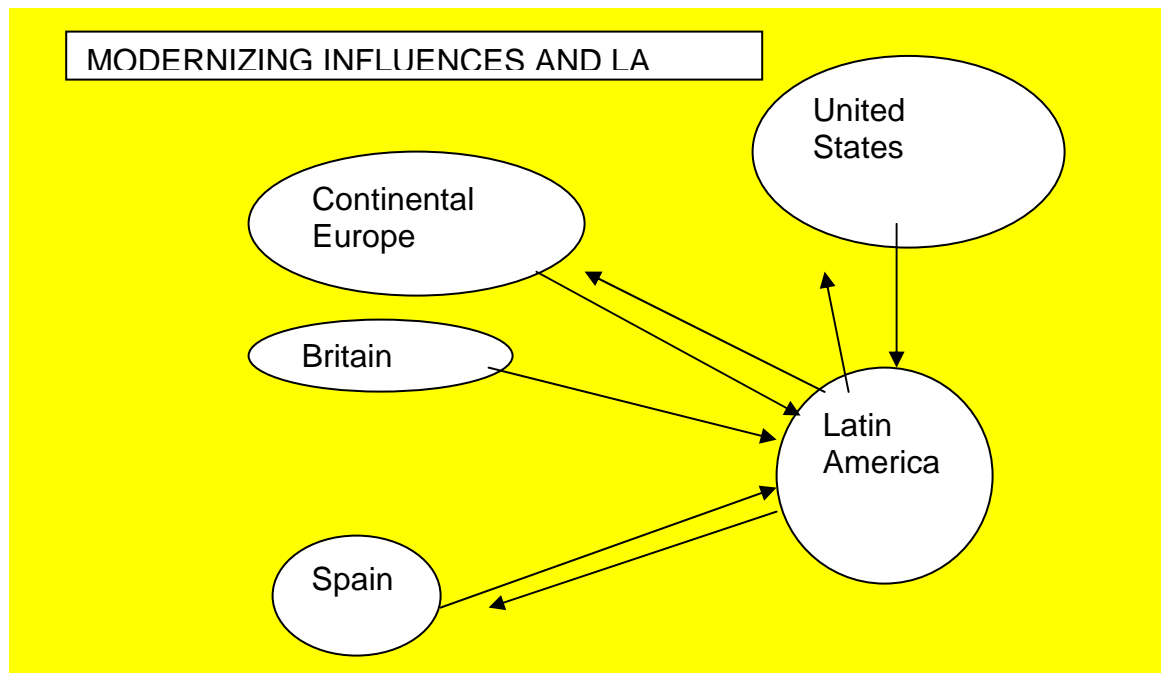 MODERNIZING INFLUENCES AND LA
United
States
Continental
Europe
Britain
Latin
America
Spain